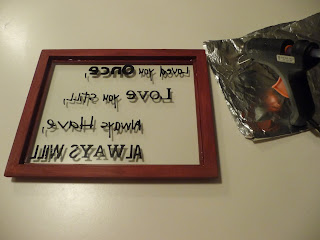 Loved you Once,
Love you still,
Always Have,
ALWAYS WILL